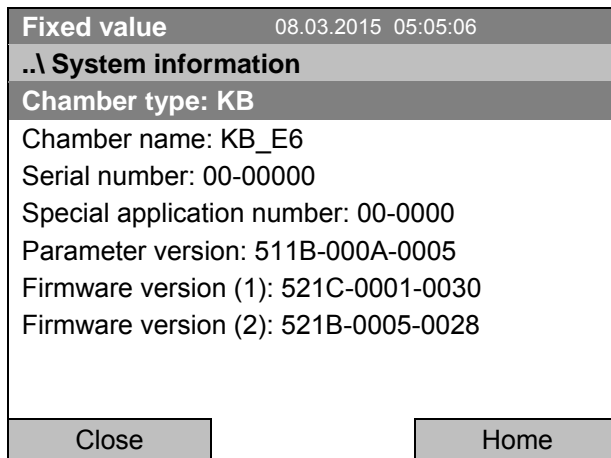 Fixed value 08.03.2015 05:05:06
..\ System information
Chamber type: KB
Chamber name: KB_E6
Serial number: 00-00000
Special application number: 00-0000
Parameter version: 511B-000A-0005
Firmware version (1): 521C-0001-0030
Firmware version (2): 521B-0005-0028
Close Home